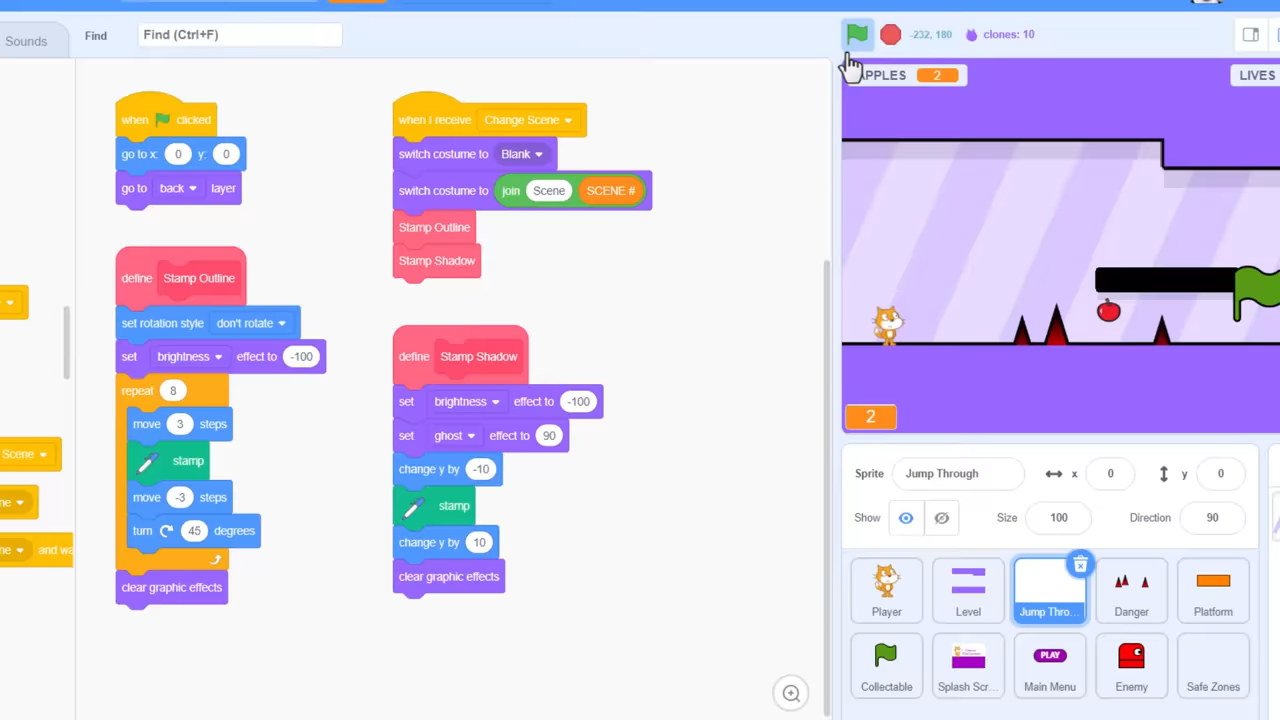 Sounds
Find
Find (Ctrl+F)
-232, 180
clones: 10
when clicked
go to x: 0 y: 0
go to back layer
define Stamp Outline
set rotation style don't rotate
set brightness effect to -100
repeat 8
move 3 steps
stamp
move -3 steps
turn 45 degrees
clear graphic effects
when I receive Change Scene
switch costume to Blank
switch costume to join Scene SCENE #
Stamp Outline
Stamp Shadow
define Stamp Shadow
set brightness effect to -100
set ghost effect to 90
change y by -10
stamp
change y by 10
clear graphic effects
Scene
ne
ne and wa
PPLES 2
LIVES
2
Sprite Jump Through x 0 y 0
Show Size 100 Direction 90
Player
Level
Jump Thro...
Danger
Platform
Collectable
Splash Scr...
PLAY
Main Menu
Enemy
Safe Zones